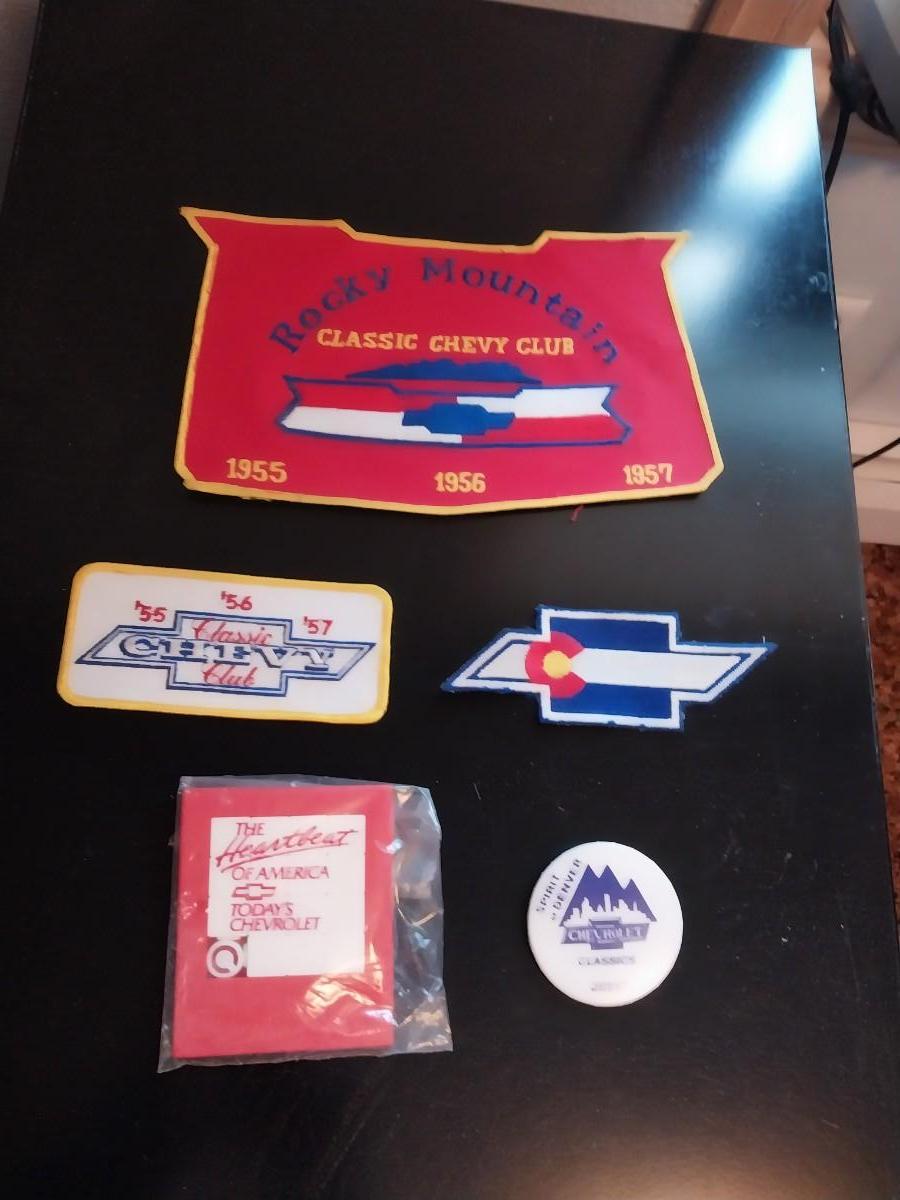 Rocky Mountain
CLASSIC CHEVY CLUB
1955 1956 1957
'55 '56 '57
Classic
CHEVY
Club
THE
Heartbeat
OF AMERICA
TODAY'S
CHEVROLET
SPIRIT
of DENVER
CHEVROLET
CLASSICS